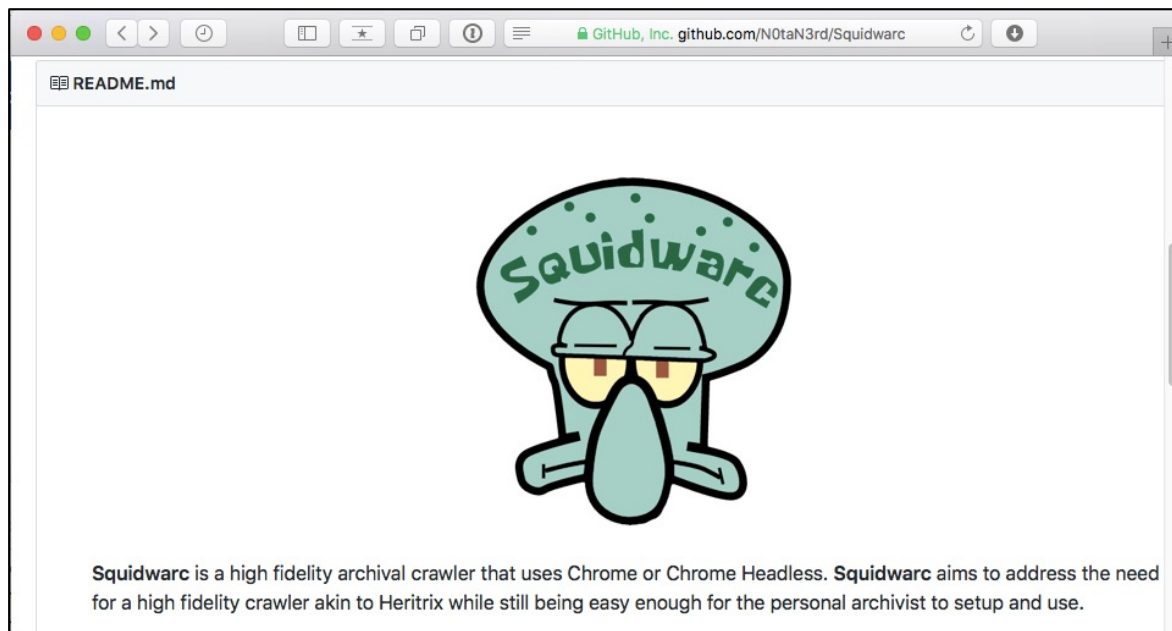 GitHub, Inc. github.com/N0taN3rd/Squidwarc
README.md
Squidwarc
Squidwarc is a high fidelity archival crawler that uses Chrome or Chrome Headless. Squidwarc aims to address the need
for a high fidelity crawler akin to Heritrix while still being easy enough for the personal archivist to setup and use.